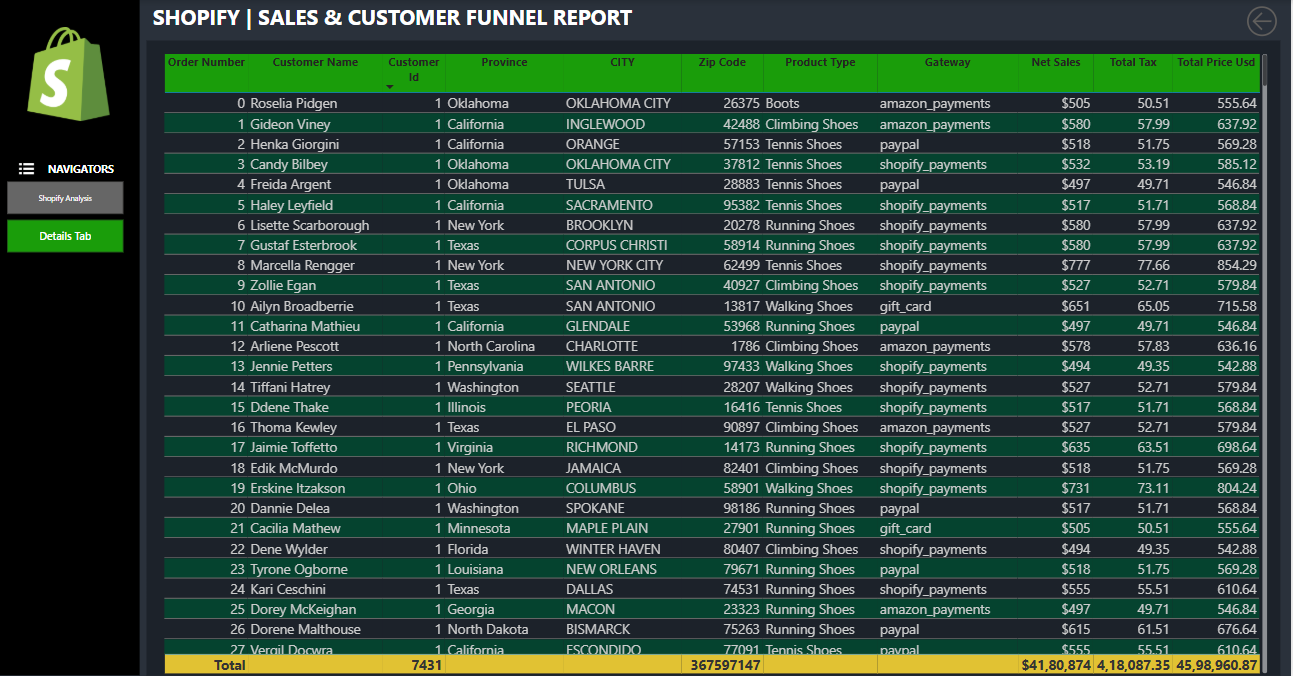 SHOPIFY | SALES & CUSTOMER FUNNEL REPORT
S
NAVIGATORS
Shopify Analysis
Details Tab
Order Number Customer Name Customer Id Province CITY Zip Code Product Type Gateway Net Sales Total Tax Total Price Usd
0 Roselia Pidgen 1 Oklahoma OKLAHOMA CITY 26375 Boots amazon_payments $505 50.51 555.64
1 Gideon Viney 1 California INGLEWOOD 42488 Climbing Shoes amazon_payments $580 57.99 637.92
2 Henka Giorgini 1 California ORANGE 57153 Tennis Shoes paypal $518 51.75 569.28
3 Candy Bilbey 1 Oklahoma OKLAHOMA CITY 37812 Tennis Shoes shopify_payments $532 53.19 585.12
4 Freida Argent 1 Oklahoma TULSA 28883 Tennis Shoes paypal $497 49.71 546.84
5 Haley Leyfield 1 California SACRAMENTO 95382 Tennis Shoes shopify_payments $517 51.71 568.84
6 Lisette Scarborough 1 New York BROOKLYN 20278 Running Shoes shopify_payments $580 57.99 637.92
7 Gustaf Esterbrook 1 Texas CORPUS CHRISTI 58914 Running Shoes shopify_payments $580 57.99 637.92
8 Marcella Rengger 1 New York NEW YORK CITY 62499 Tennis Shoes shopify_payments $777 77.66 854.29
9 Zollie Egan 1 Texas SAN ANTONIO 40927 Climbing Shoes shopify_payments $527 52.71 579.84
10 Ailyn Broadberrie 1 Texas SAN ANTONIO 13817 Walking Shoes gift_card $651 65.05 715.58
11 Catharina Mathieu 1 California GLENDALE 53968 Running Shoes paypal $497 49.71 546.84
12 Arliene Pescott 1 North Carolina CHARLOTTE 1786 Climbing Shoes amazon_payments $578 57.83 636.16
13 Jennie Petters 1 Pennsylvania WILKES BARRE 97433 Walking Shoes shopify_payments $494 49.35 542.88
14 Tiffani Hatrey 1 Washington SEATTLE 28207 Walking Shoes shopify_payments $527 52.71 579.84
15 Ddene Thake 1 Illinois PEORIA 16416 Tennis Shoes shopify_payments $517 51.71 568.84
16 Thoma Kewley 1 Texas EL PASO 90897 Climbing Shoes amazon_payments $527 52.71 579.84
17 Jaimie Toffetto 1 Virginia RICHMOND 14173 Running Shoes shopify_payments $635 63.51 698.64
18 Edik McMurdo 1 New York JAMAICA 82401 Climbing Shoes shopify_payments $518 51.75 569.28
19 Erskine Itzakson 1 Ohio COLUMBUS 58901 Walking Shoes shopify_payments $731 73.11 804.24
20 Dannie Delea 1 Washington SPOKANE 98186 Running Shoes paypal $517 51.71 568.84
21 Cacilia Mathew 1 Minnesota MAPLE PLAIN 27901 Running Shoes gift_card $505 50.51 555.64
22 Dene Wylder 1 Florida WINTER HAVEN 80407 Climbing Shoes shopify_payments $494 49.35 542.88
23 Tyrone Ogborne 1 Louisiana NEW ORLEANS 79671 Running Shoes paypal $518 51.75 569.28
24 Kari Ceschini 1 Texas DALLAS 74531 Running Shoes shopify_payments $555 55.51 610.64
25 Dorey McKeighan 1 Georgia MACON 23323 Running Shoes amazon_payments $497 49.71 546.84
26 Dorene Malthouse 1 North Dakota BISMARCK 75263 Running Shoes paypal $615 61.51 676.64
27 Vergil Docwra 1 California ESCONDIDO 77091 Tennis Shoes paypal $555 55.51 610.64
Total 7431 367597147 $41,80,874 4,18,087.35 45,98,960.87